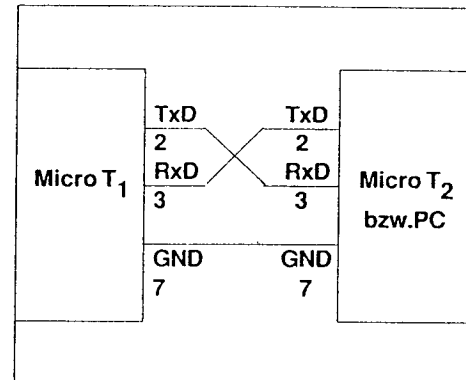 TxD TxD
2 2
Micro T1 RxD RxD Micro T2
3 3 bzw.PC
GND GND
7 7